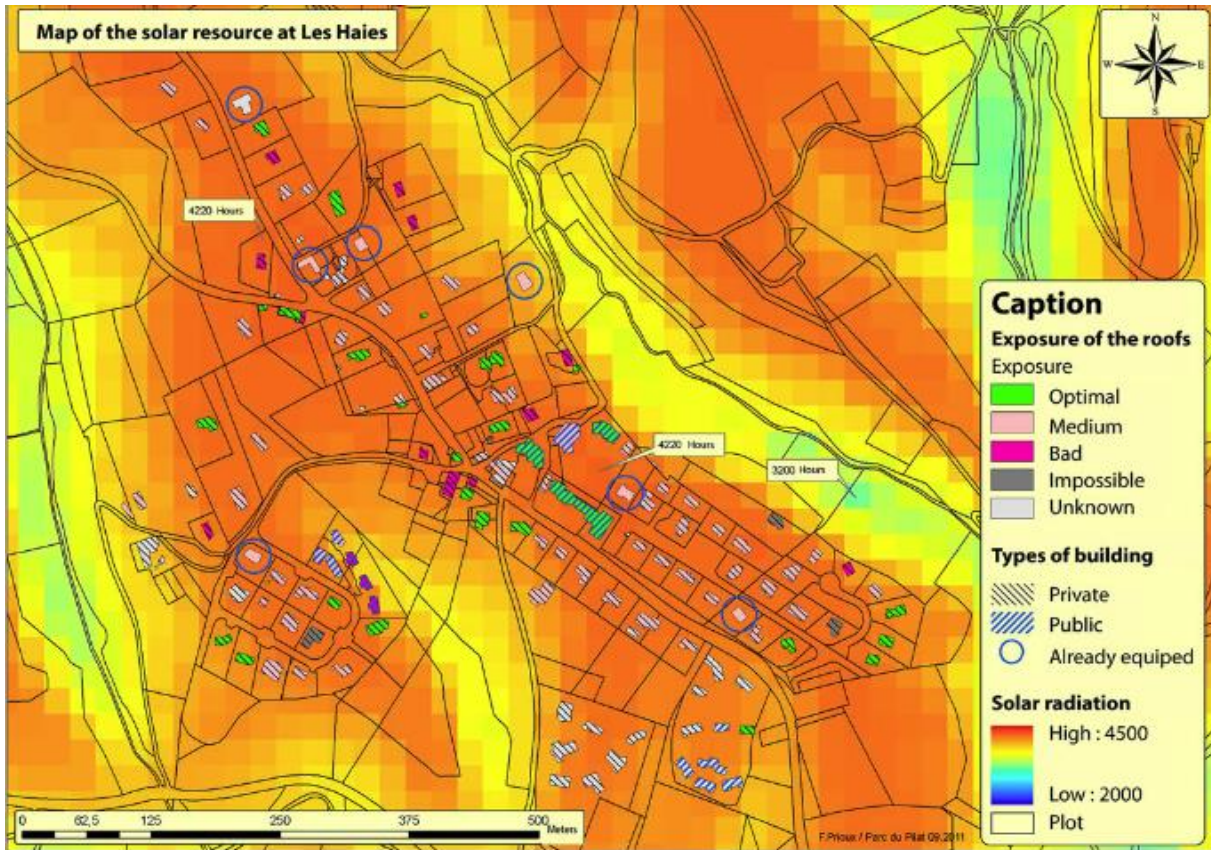 Map of the solar resource at Les Haies
N
W
E
S
4220 Hours
4220 Hours
3200 Hours
Caption
Exposure of the roofs
Exposure
Optimal
Medium
Bad
Impossible
Unknown
Types of building
Private
Public
Already equiped
Solar radiation
High : 4500
Low : 2000
Plot
0 62,5 125 250 375 500
Meters
F.Prioux / Parc du Pilat 09.2011